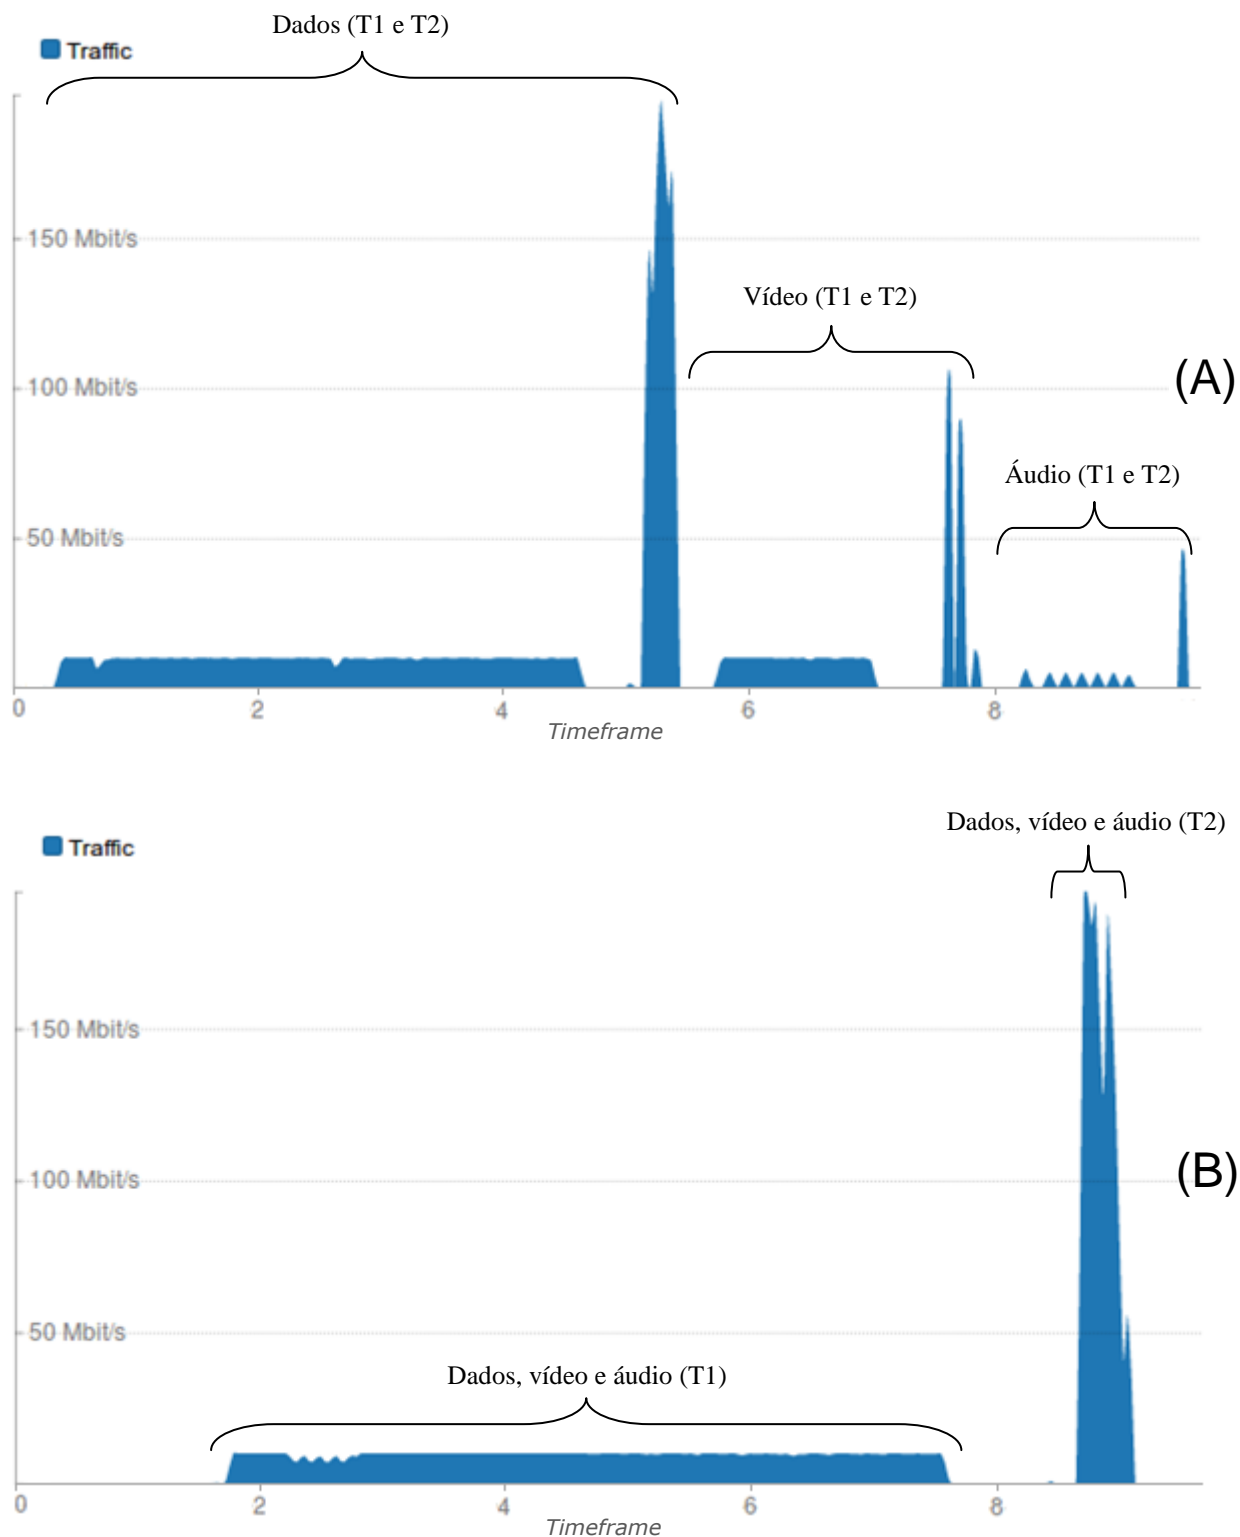 Dados (T1 e T2)
Traffic
150 Mbit/s
Vídeo (T1 e T2)
100 Mbit/s
(A)
Áudio (T1 e T2)
50 Mbit/s
0 2 4 6 8
Timeframe
Dados, vídeo e áudio (T2)
Traffic
150 Mbit/s
100 Mbit/s
(B)
50 Mbit/s
Dados, vídeo e áudio (T1)
0 2 4 6 8
Timeframe